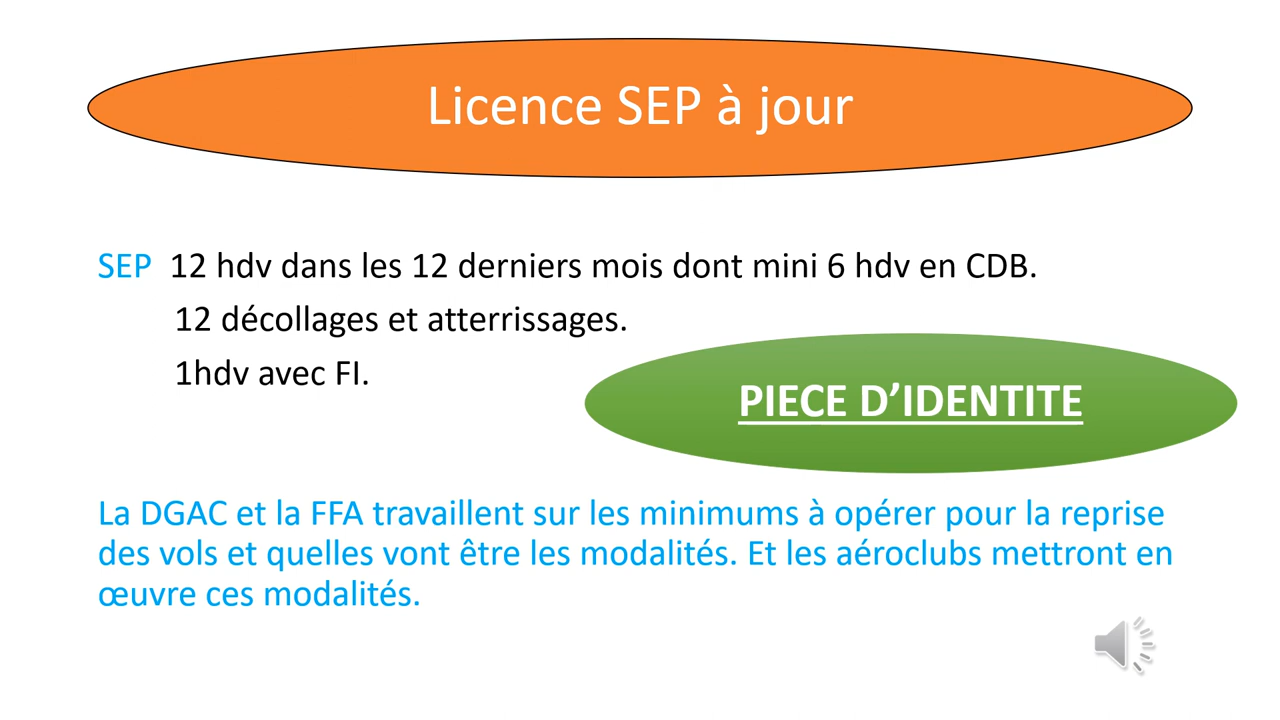 Licence SEP à jour
SEP 12 hdv dans les 12 derniers mois dont mini 6 hdv en CDB.
12 décollages et atterrissages.
1hdv avec FI.
PIECE D’IDENTITE
La DGAC et la FFA travaillent sur les minimums à opérer pour la reprise
des vols et quelles vont être les modalités. Et les aéroclubs mettront en
œuvre ces modalités.